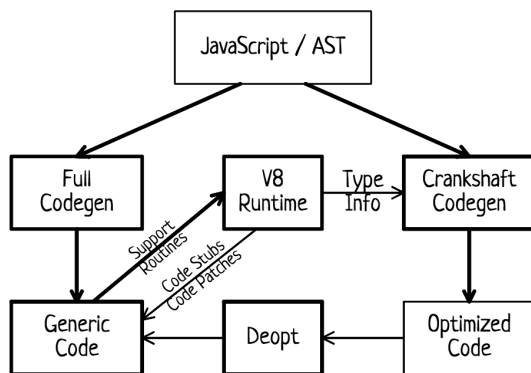 JavaScript / AST
Full
Codegen
V8
Runtime
Type
Info
Crankshaft
Codegen
Support
Routines
Code Stubs
Code Patches
Generic
Code
Deopt
Optimized
Code